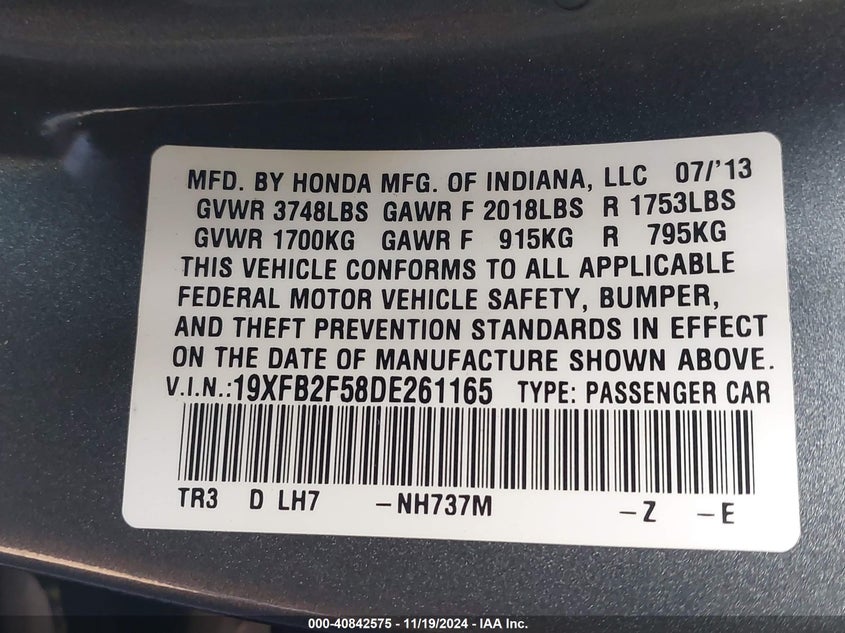 MFD. BY HONDA MFG. OF INDIANA, LLC 07/'13
GVWR 3748LBS GAWR F 2018LBS R 1753LBS
GVWR 1700KG GAWR F 915KG R 795KG
THIS VEHICLE CONFORMS TO ALL APPLICABLE
FEDERAL MOTOR VEHICLE SAFETY, BUMPER,
AND THEFT PREVENTION STANDARDS IN EFFECT
ON THE DATE OF MANUFACTURE SHOWN ABOVE.
V.I.N.:19XFB2F58DE261165 TYPE: PASSENGER CAR
TR3 D LH7 -NH737M -Z -E
000-40842575 - 11/19/2024 - IAA Inc.